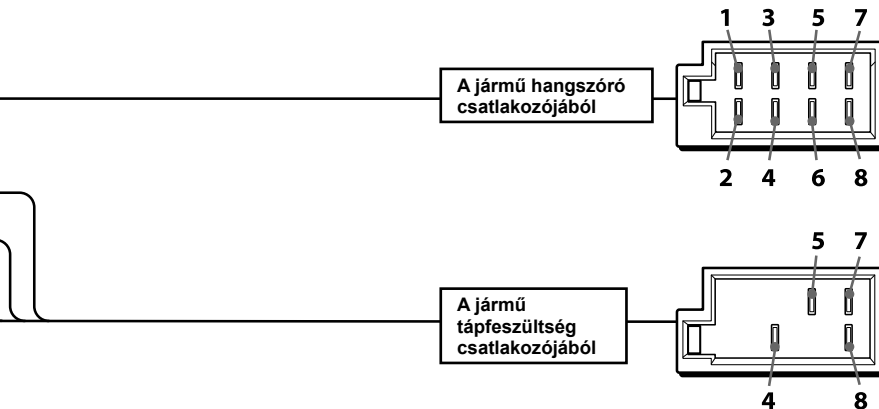 1 3 5 7
A jármű hangszóró
csatlakozójából
2 4 6 8
5 7
A jármű
tápfeszültség
csatlakozójából
4 8